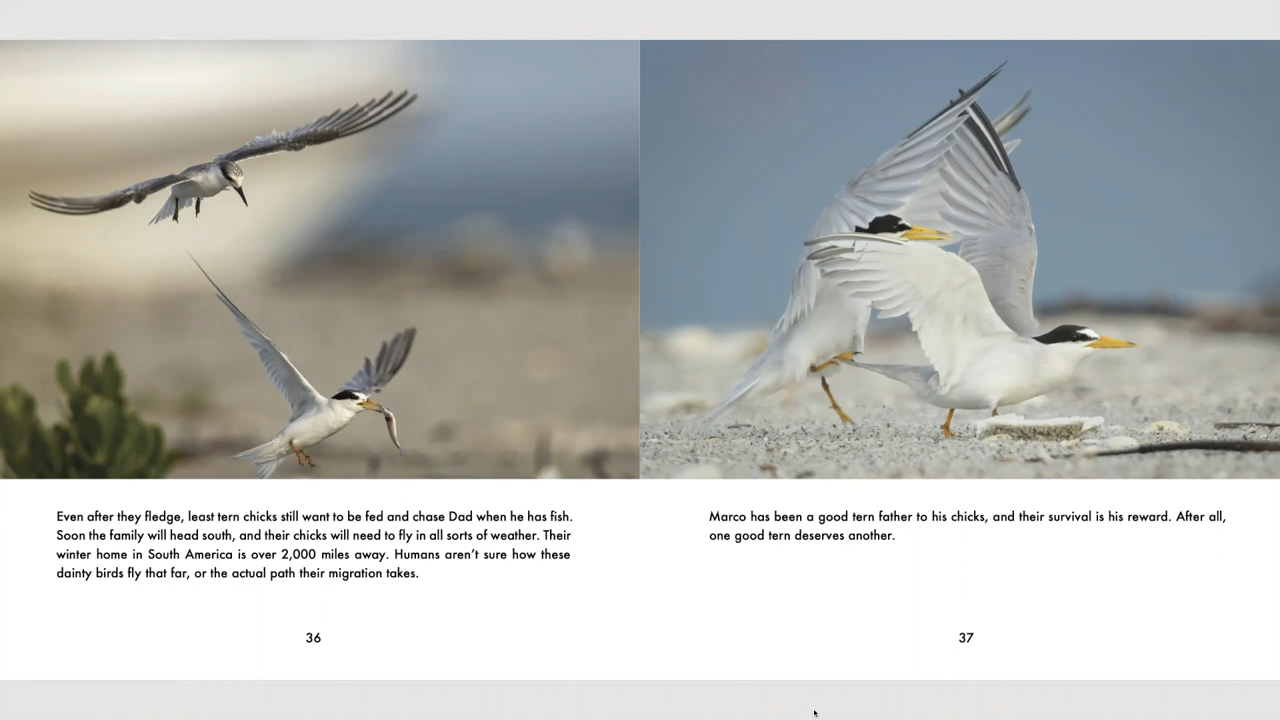 Even after they fledge, least tern chicks still want to be fed and chase Dad when he has fish.
Soon the family will head south, and their chicks will need to fly in all sorts of weather. Their
winter home in South America is over 2,000 miles away. Humans aren't sure how these
dainty birds fly that far, or the actual path their migration takes.
36
Marco has been a good tern father to his chicks, and their survival is his reward. After all,
one good tern deserves another.
37